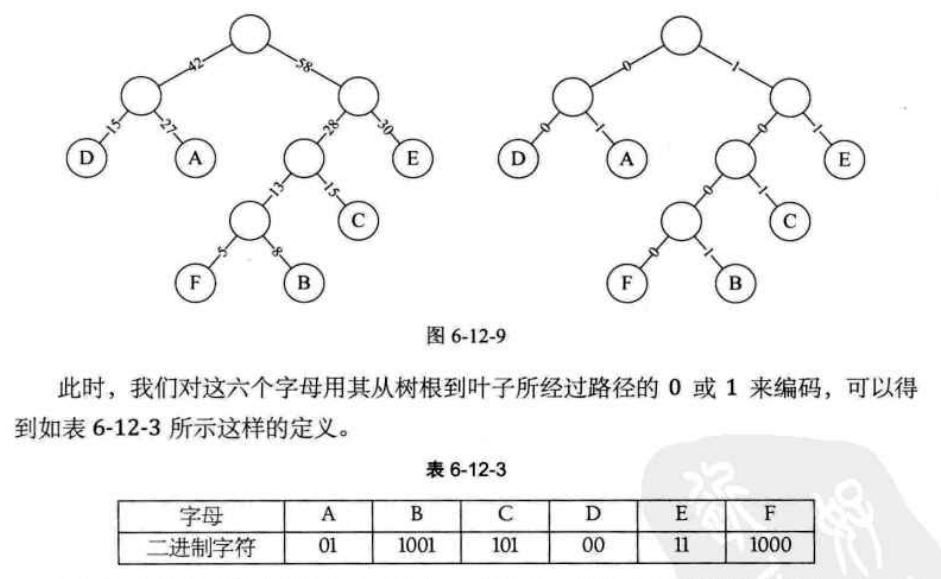 42 58 0 1
15 27 28 30 0 1 0 1
D A E D A E
13 15 0 1
C C
5 8 0 1
F B F B
图 6-12-9
此时，我们对这六个字母用其从树根到叶子所经过路径的 0 或 1 来编码，可以得
到如表 6-12-3 所示这样的定义。
表 6-12-3
字母 A B C D E F
二进制字符 01 1001 101 00 11 1000